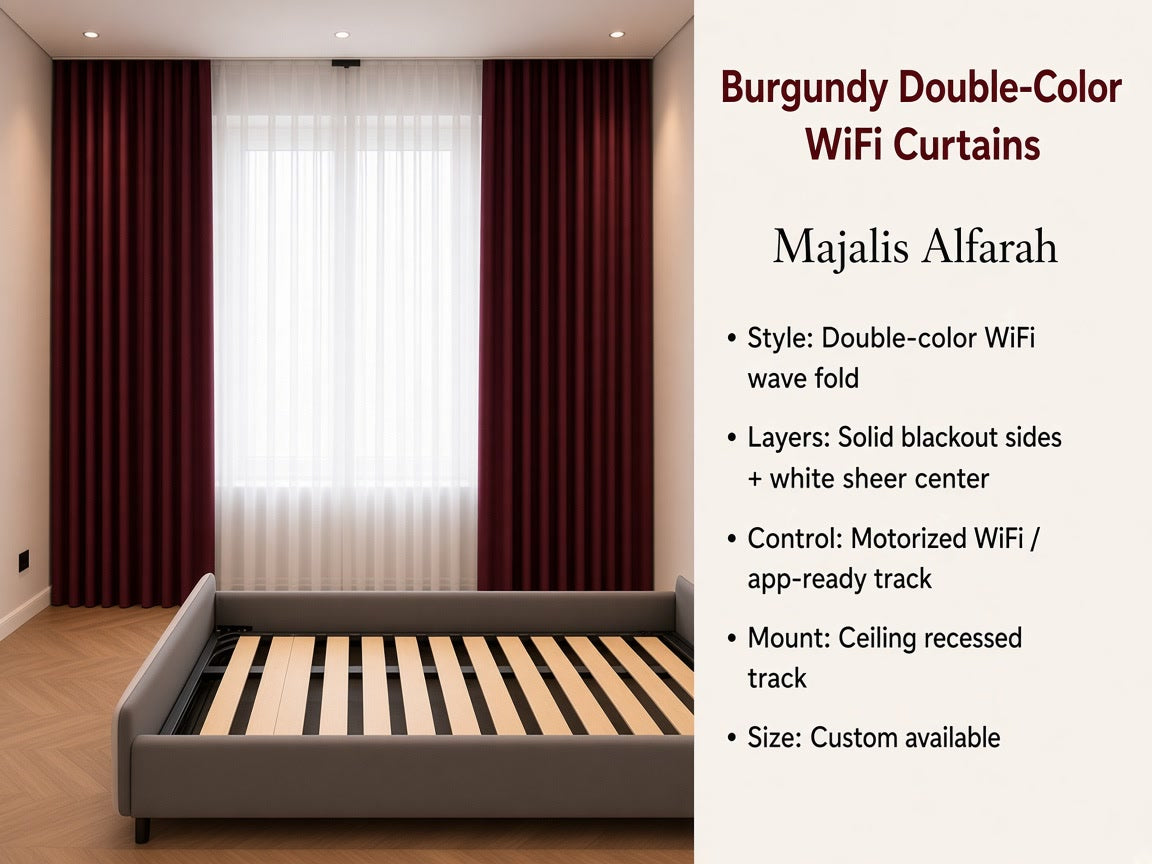 Burgundy Double-Color
WiFi Curtains
Majalis Alfarah
• Style: Double-color WiFi
wave fold
• Layers: Solid blackout sides
+ white sheer center
• Control: Motorized WiFi /
app-ready track
• Mount: Ceiling recessed
track
• Size: Custom available